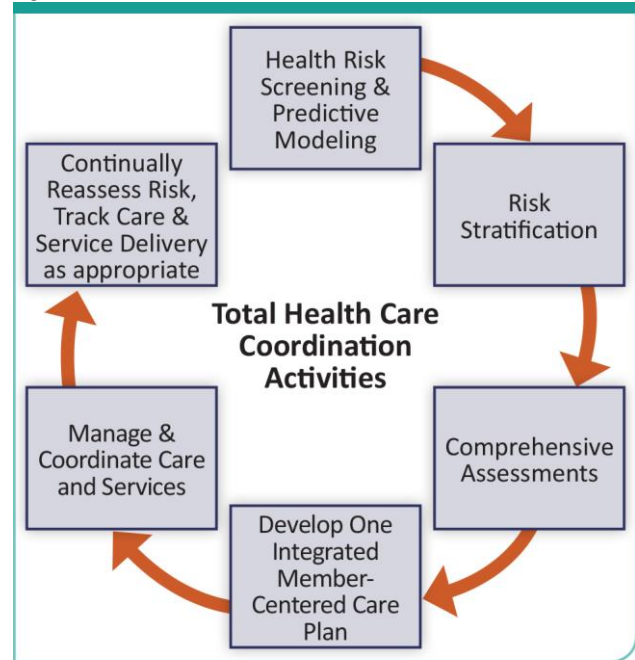 Health Risk
Screening &
Predictive
Modeling
Risk
Stratification
Comprehensive
Assessments
Develop One
Integrated
Member-
Centered Care
Plan
Manage &
Coordinate Care
and Services
Continually
Reassess Risk,
Track Care &
Service Delivery
as appropriate
Total Health Care
Coordination
Activities